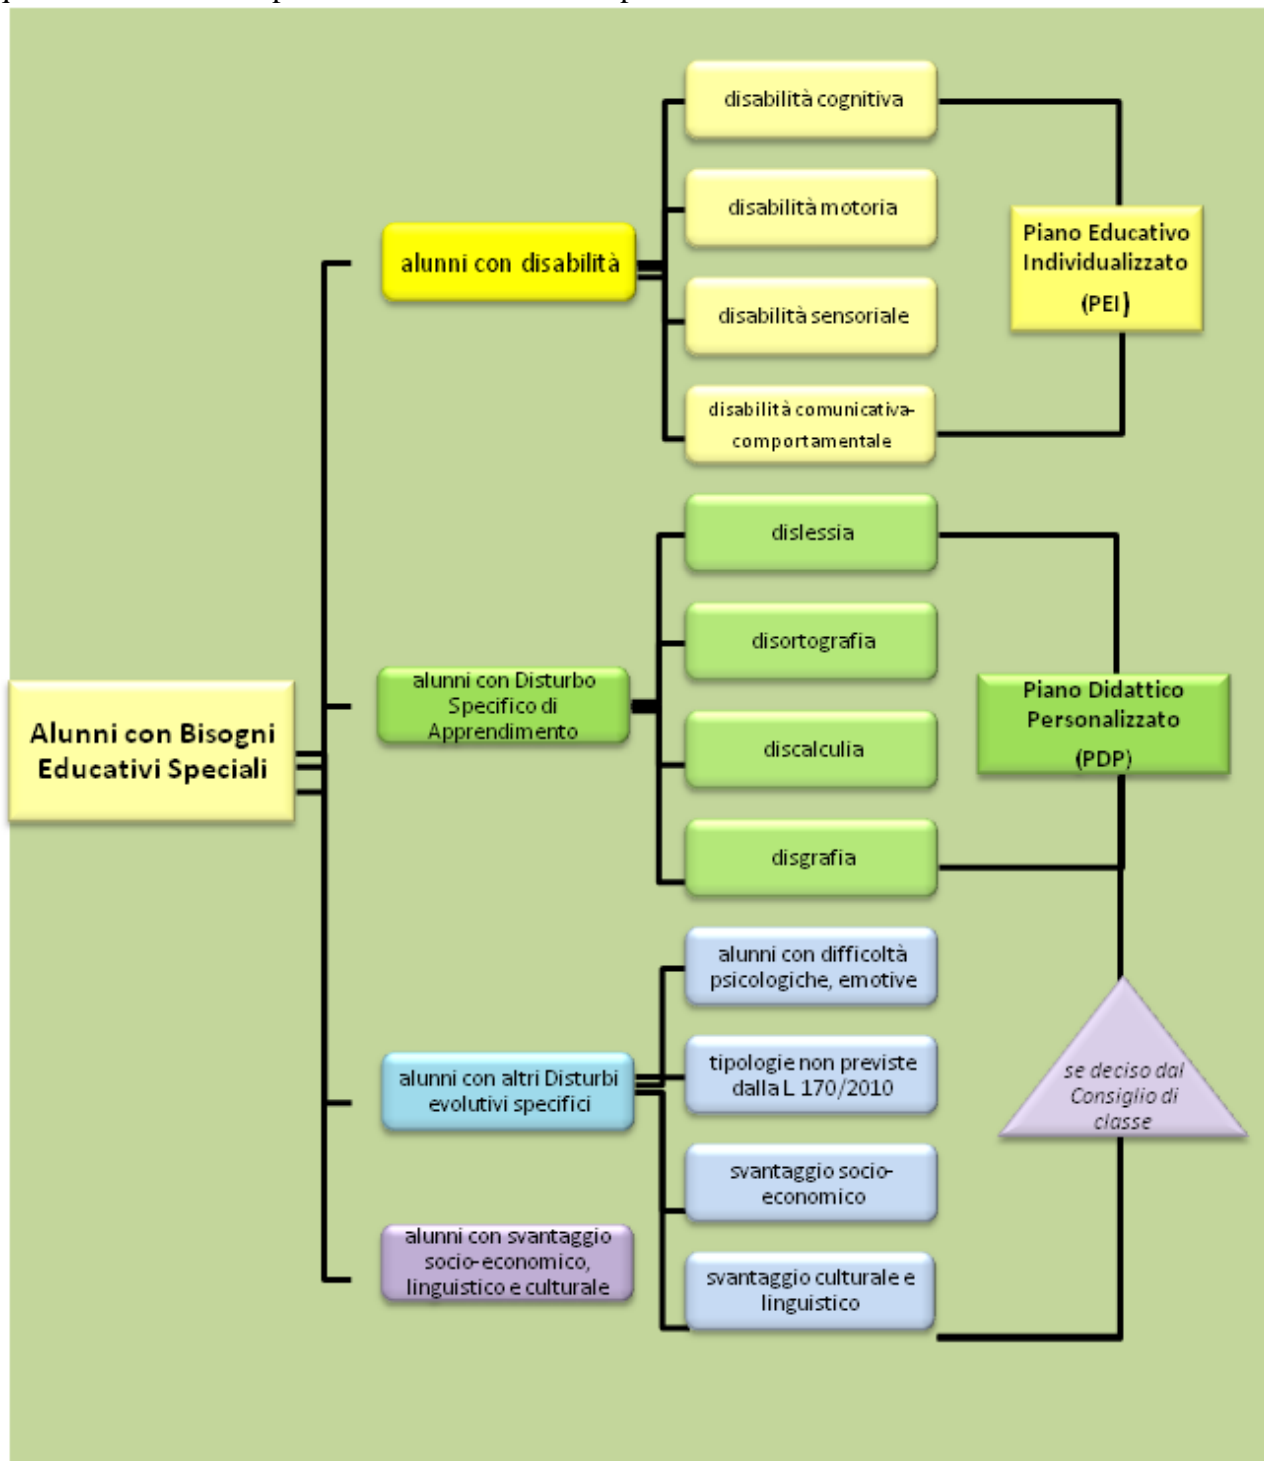 disabilità cognitiva
disabilità motoria
alunni con disabilità
Piano Educativo
Individualizzato
(PEI)
disabilità sensoriale
disabilità comunicativa-
comportamentale
dislessia
disortografia
alunni con Disturbo
Specifico di
Apprendimento
Piano Didattico
Personalizzato
(PDP)
Alunni con Bisogni
Educativi Speciali
discalculia
disgrafia
alunni con difficoltà
psicologiche, emotive
alunni con altri Disturbi
evolutivi specifici
tipologie non previste
dalla L 170/2010
se deciso dal
Consiglio di
classe
svantaggio socio-
economico
alunni con svantaggio
socio-economico,
linguistico e culturale
svantaggio culturale e
linguistico